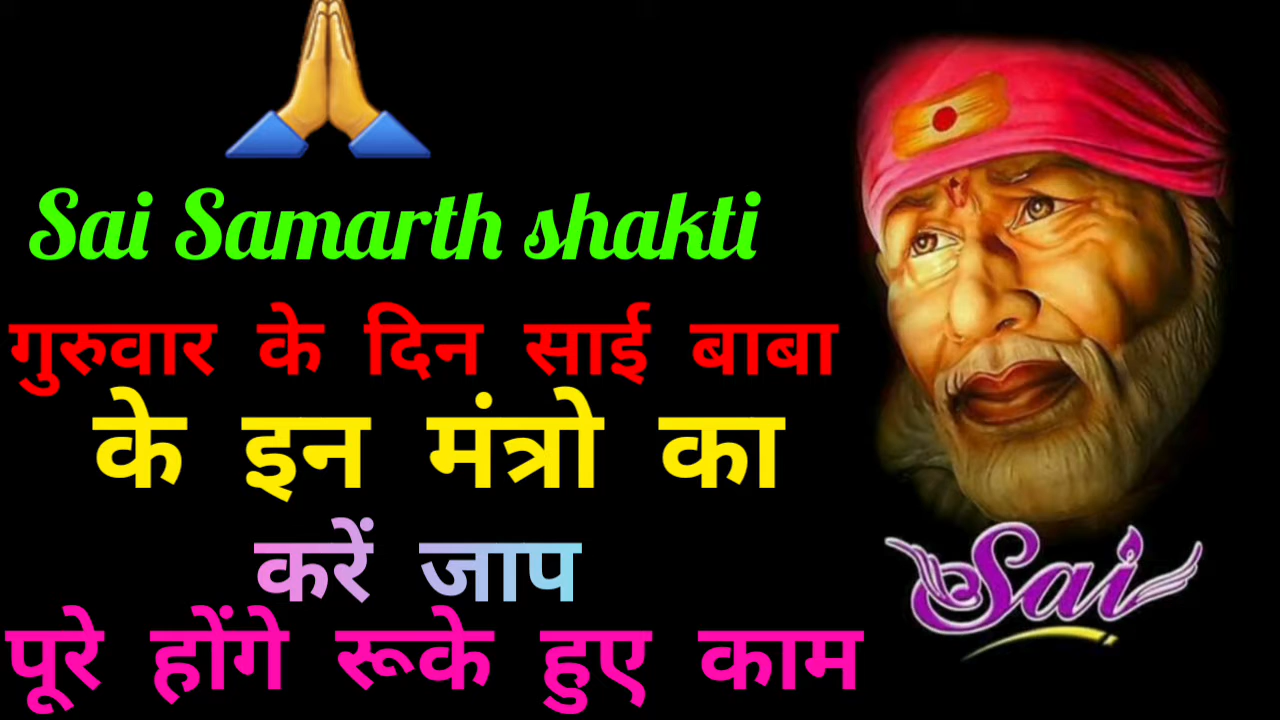 Sai Samarth shakti
गुरुवार के दिन साई बाबा
के इन मंत्रो का
करें जाप
पूरे होंगे रूके हुए काम
Sai